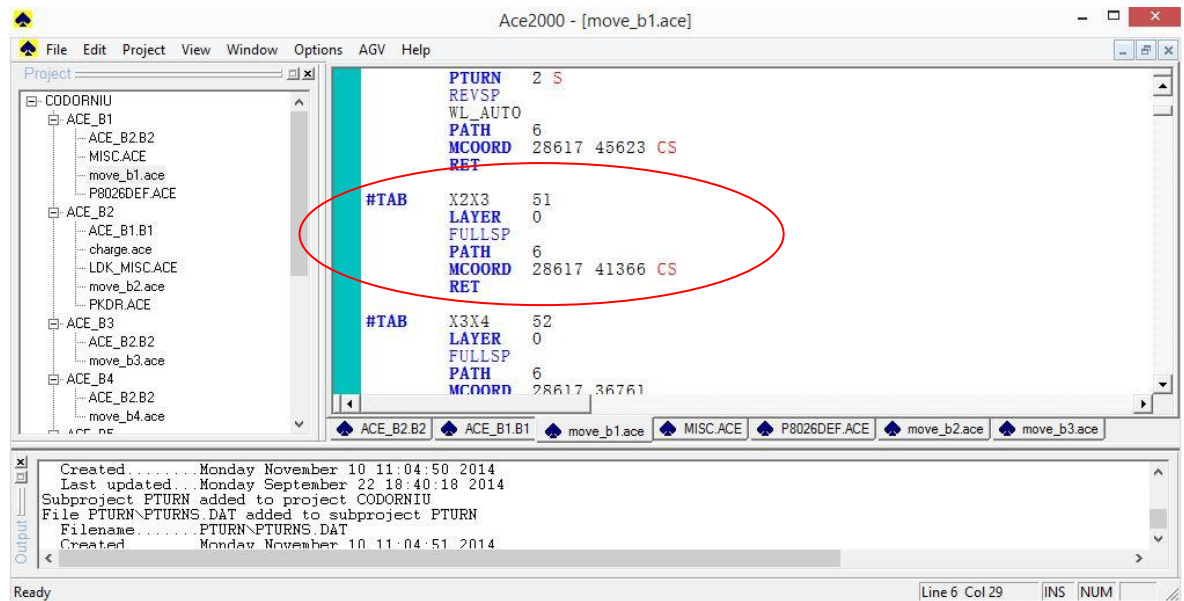 Ace2000 - [move_b1.ace]
File Edit Project View Window Options AGV Help
Project
CODORNIU
ACE_B1
ACE_B2.B2
MISC.ACE
move_b1.ace
P8026DEF.ACE
ACE_B2
ACE_B1.B1
charge.ace
LDK_MISC.ACE
move_b2.ace
PKDR.ACE
ACE_B3
ACE_B2.B2
move_b3.ace
ACE_B4
ACE_B2.B2
move_b4.ace
PTURN 2 S
REVSP
WL_AUTO
PATH 6
MCOORD 28617 45623 CS
RET
#TAB X2X3 51
LAYER 0
FULLSP
PATH 6
MCOORD 28617 41366 CS
RET
#TAB X3X4 52
LAYER 0
FULLSP
PATH 6
MCOORD 28617 36761
ACE_B2.B2 ACE_B1.B1 move_b1.ace MISC.ACE P8026DEF.ACE move_b2.ace move_b3.ace
Output
Created........Monday November 10 11:04:50 2014
Last updated...Monday September 22 18:40:18 2014
Subproject PTURN added to project CODORNIU
File PTURN\PTURNS.DAT added to subproject PTURN
Filename.......PTURN\PTURNS.DAT
Created Monday November 10 11:04:51 2014
Ready Line 6 Col 29 INS NUM